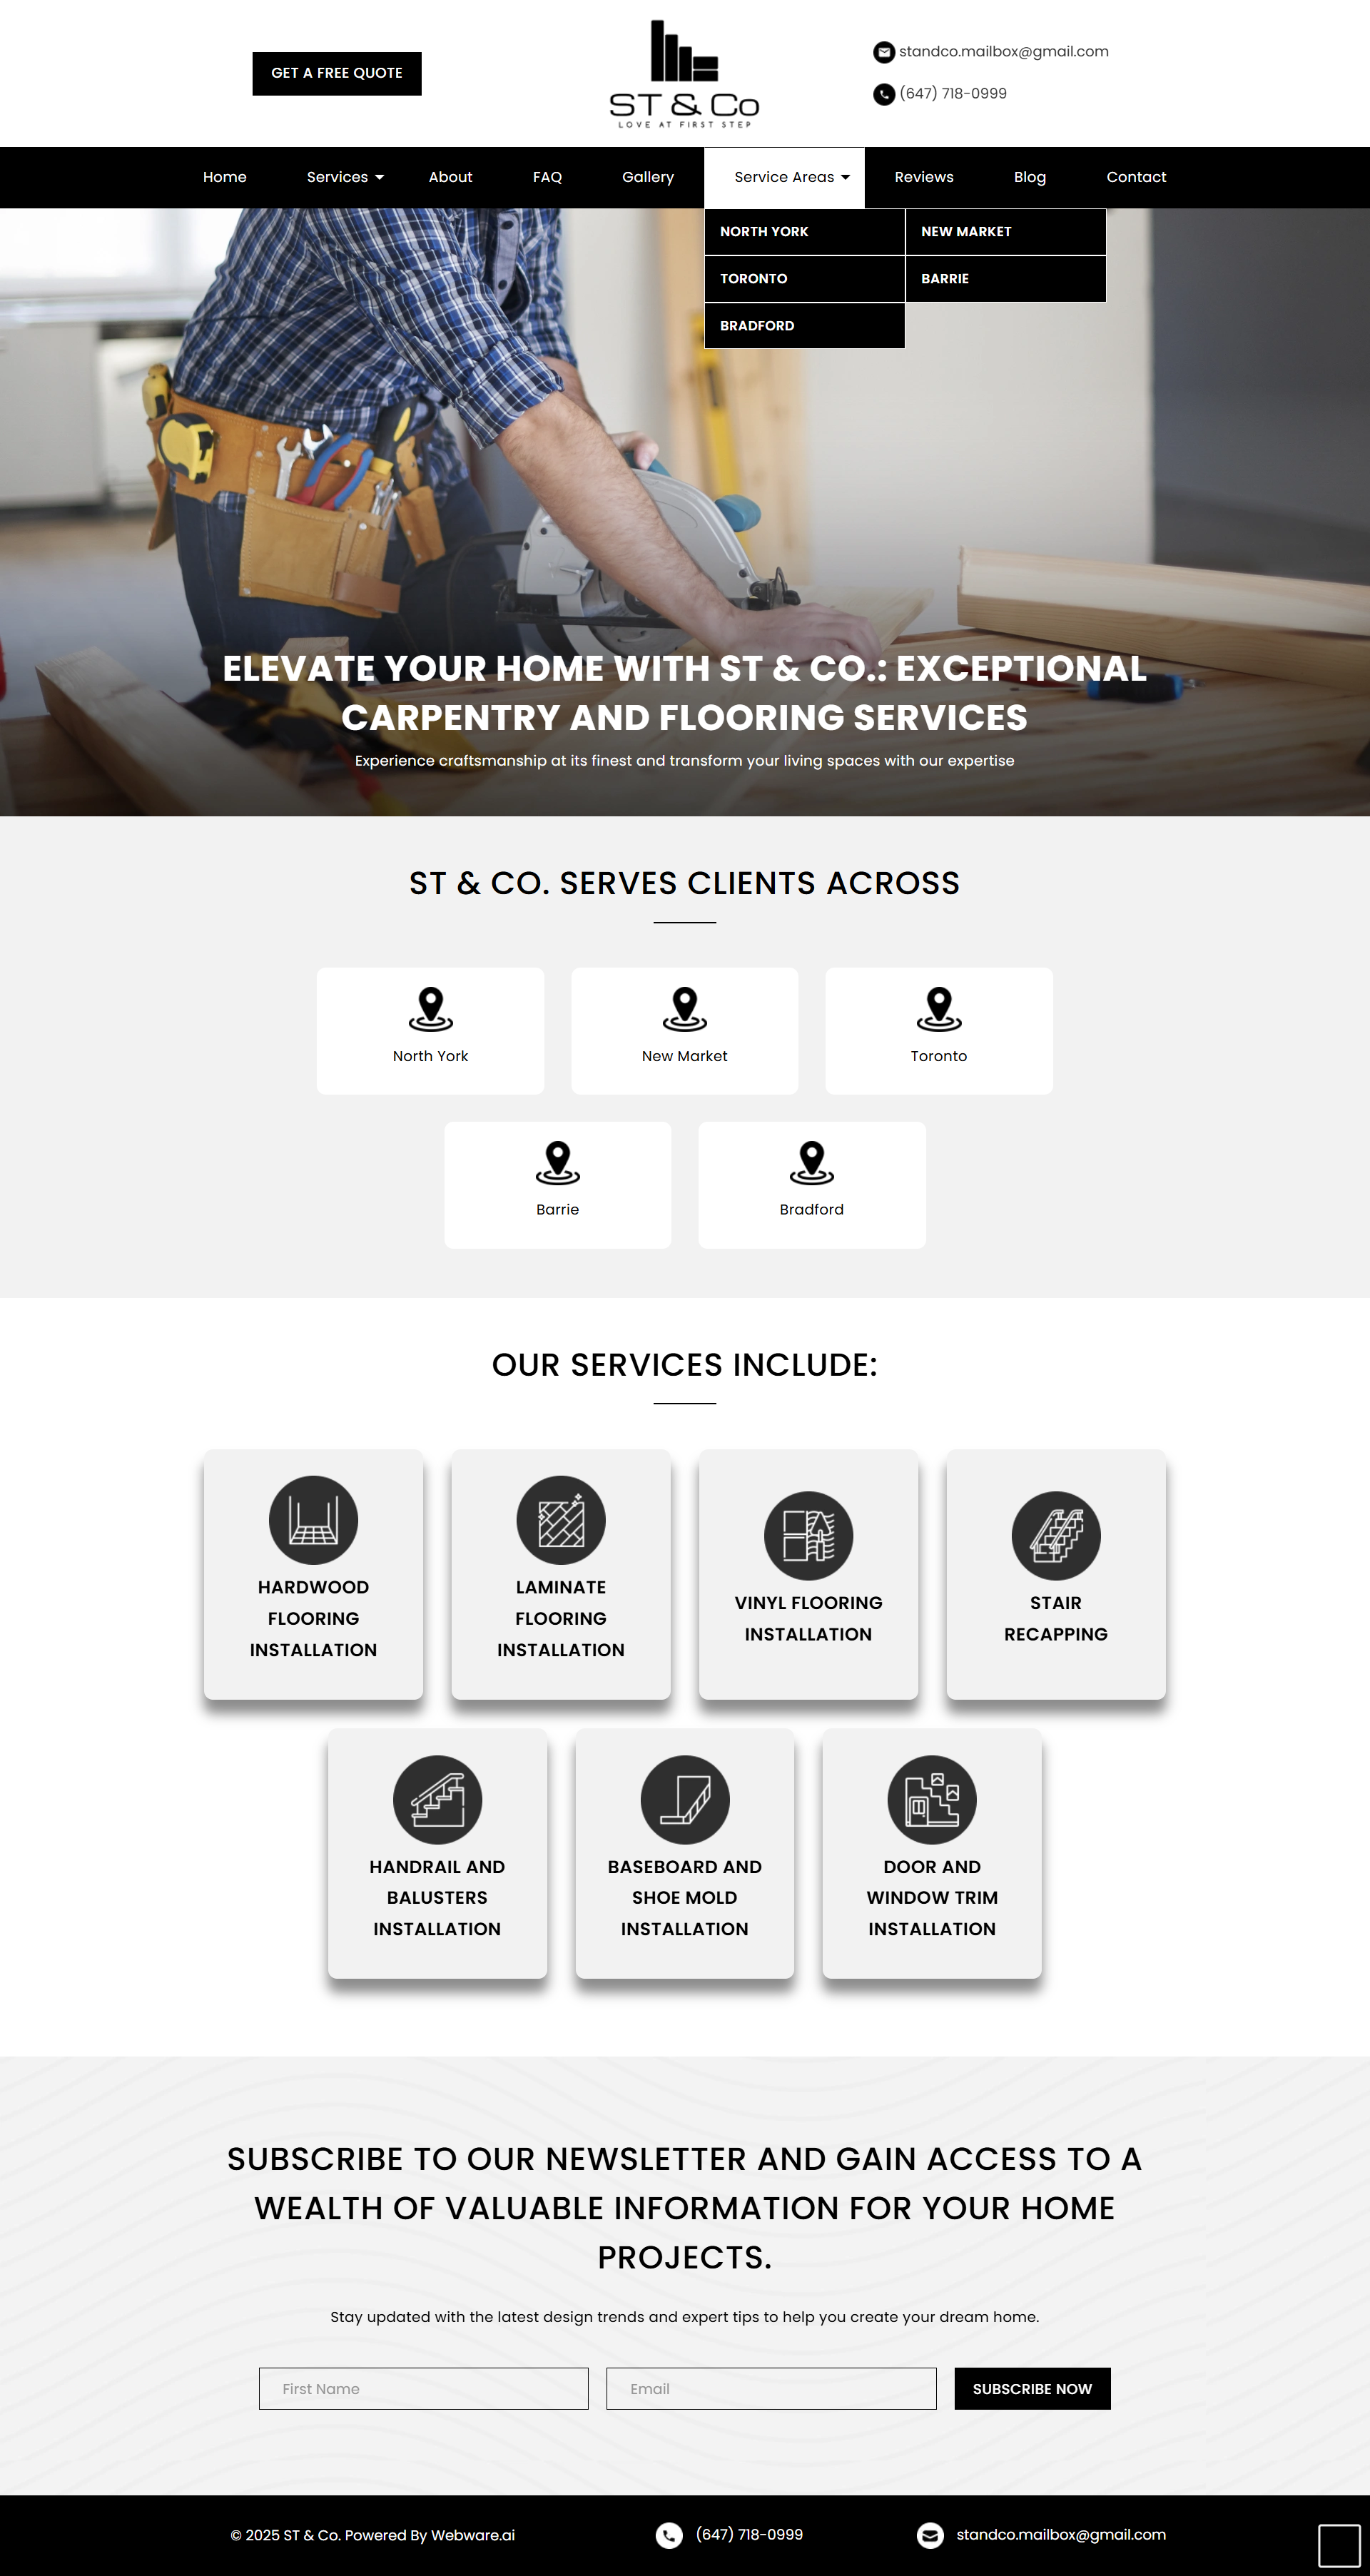 GET A FREE QUOTE
ST & Co
LOVE AT FIRST STEP
standco.mailbox@gmail.com
(647) 718-0999
Home Services About FAQ Gallery Service Areas Reviews Blog Contact
NORTH YORK NEW MARKET
TORONTO BARRIE
BRADFORD
ELEVATE YOUR HOME WITH ST & CO.: EXCEPTIONAL
CARPENTRY AND FLOORING SERVICES
Experience craftsmanship at its finest and transform your living spaces with our expertise
ST & CO. SERVES CLIENTS ACROSS
North York
New Market
Toronto
Barrie
Bradford
OUR SERVICES INCLUDE:
HARDWOOD
FLOORING
INSTALLATION
LAMINATE
FLOORING
INSTALLATION
VINYL FLOORING
INSTALLATION
STAIR
RECAPPING
HANDRAIL AND
BALUSTERS
INSTALLATION
BASEBOARD AND
SHOE MOLD
INSTALLATION
DOOR AND
WINDOW TRIM
INSTALLATION
SUBSCRIBE TO OUR NEWSLETTER AND GAIN ACCESS TO A
WEALTH OF VALUABLE INFORMATION FOR YOUR HOME
PROJECTS.
Stay updated with the latest design trends and expert tips to help you create your dream home.
First Name
Email
SUBSCRIBE NOW
© 2025 ST & Co. Powered By Webware.ai
(647) 718-0999
standco.mailbox@gmail.com